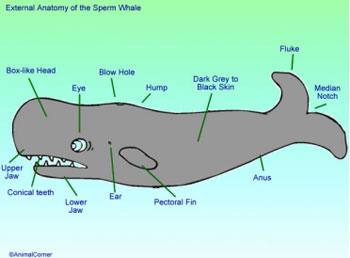 External Anatomy of the Sperm Whale
Fluke
Box-like Head
Blow Hole
Eye
Hump
Dark Grey to
Black Skin
Median
Notch
Upper
Jaw
Conical teeth
Lower
Jaw
Ear
Pectoral Fin
Anus
©AnimalCorner